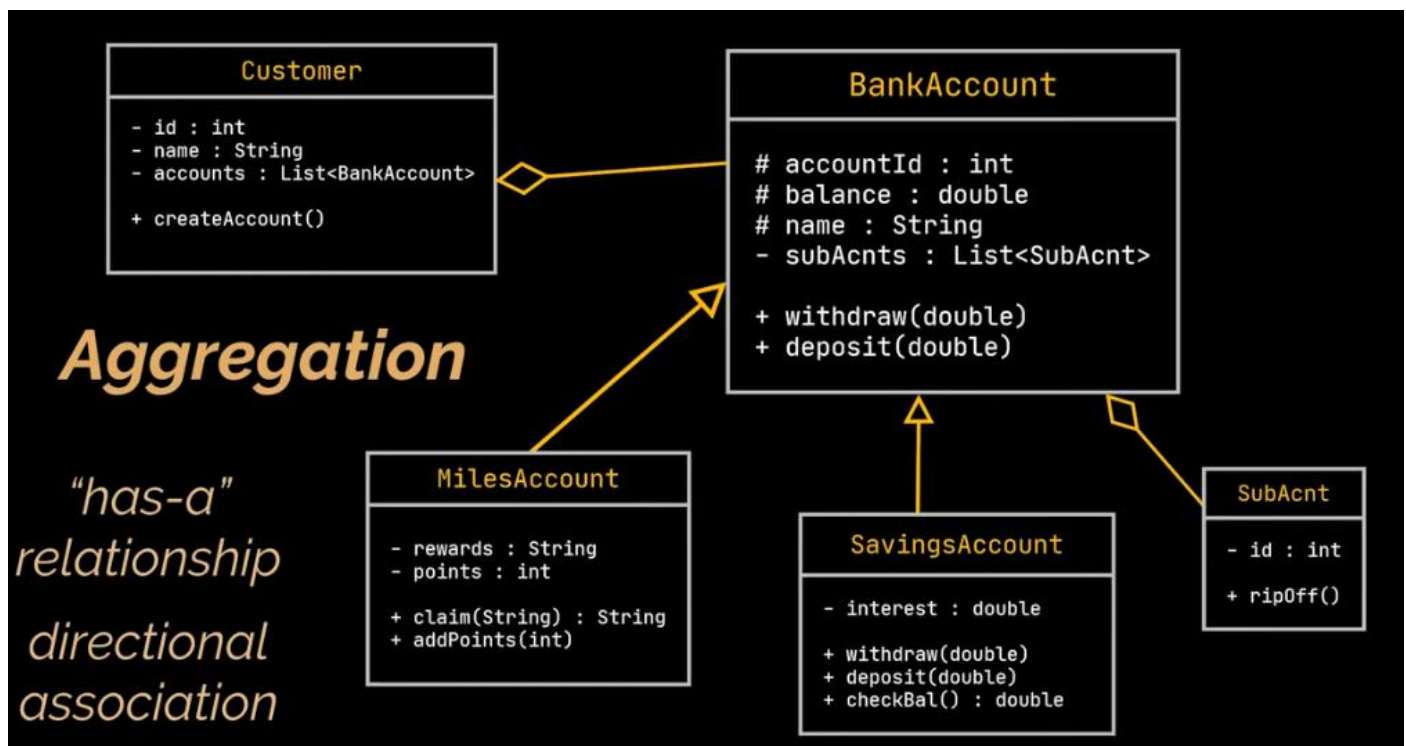 Customer
- id : int
- name : String
- accounts : List<BankAccount>
+ createAccount()
BankAccount
# accountId : int
# balance : double
# name : String
- subAcnts : List<SubAcnt>
+ withdraw(double)
+ deposit(double)
Aggregation
“has-a”
relationship
directional
association
MilesAccount
- rewards : String
- points : int
+ claim(String) : String
+ addPoints(int)
SavingsAccount
- interest : double
+ withdraw(double)
+ deposit(double)
+ checkBal() : double
SubAcnt
- id : int
+ ripOff()